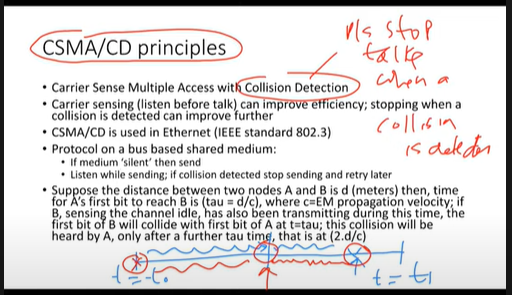 CSMA/CD principles
pls stop
talk
when a
collision
is detected
• Carrier Sense Multiple Access with Collision Detection
• Carrier sensing (listen before talk) can improve efficiency; stopping when a
collision is detected can improve further
• CSMA/CD is used in Ethernet (IEEE standard 802.3)
• Protocol on a bus based shared medium:
• If medium 'silent' then send
• Listen while sending; if collision detected stop sending and retry later
• Suppose the distance between two nodes A and B is d (meters) then, time
for A's first bit to reach B is (tau = d/c), where c=EM propagation velocity; if
B, sensing the channel idle, has also been transmitting during this time, the
first bit of B will collide with first bit of A at t=tau; this collision will be
heard by A, only after a further tau time, that is at (2.d/c)
t = t₀
t = t₁